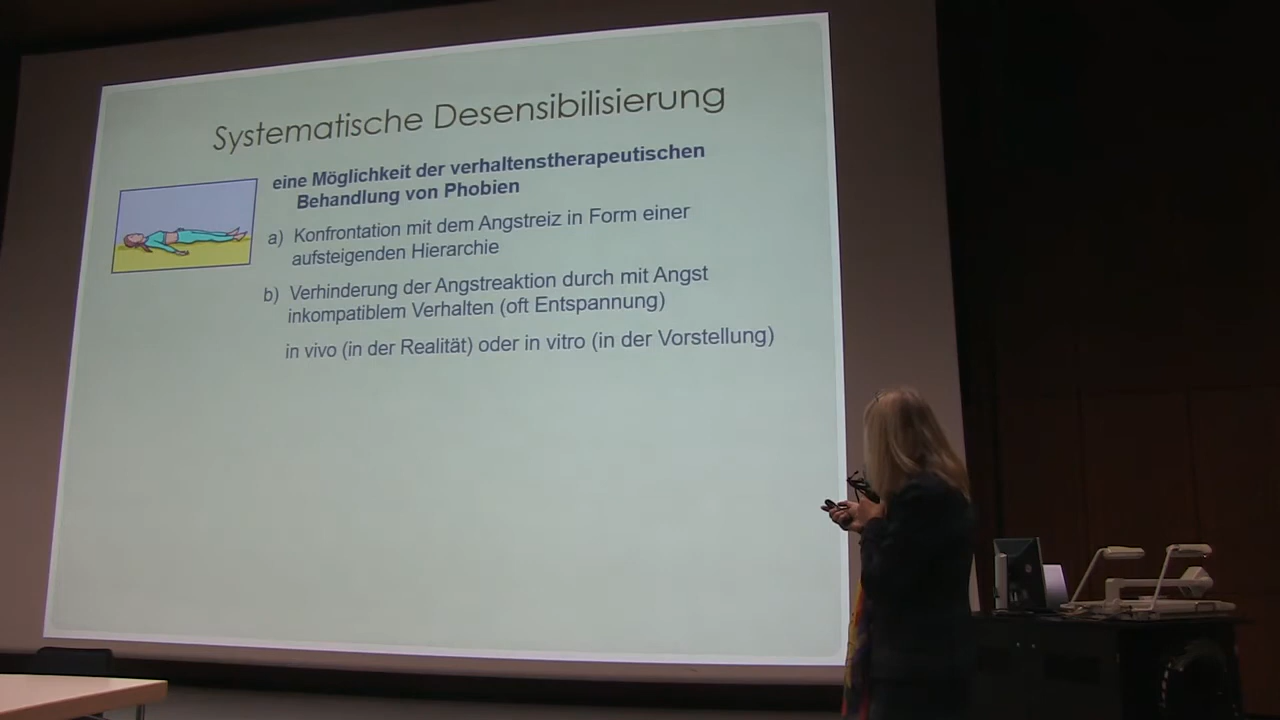 Systematische Desensibilisierung
eine Möglichkeit der verhaltenstherapeutischen
Behandlung von Phobien
a) Konfrontation mit dem Angstreiz in Form einer
aufsteigenden Hierarchie
b) Verhinderung der Angstreaktion durch mit Angst
inkompatiblem Verhalten (oft Entspannung)
in vivo (in der Realität) oder in vitro (in der Vorstellung)